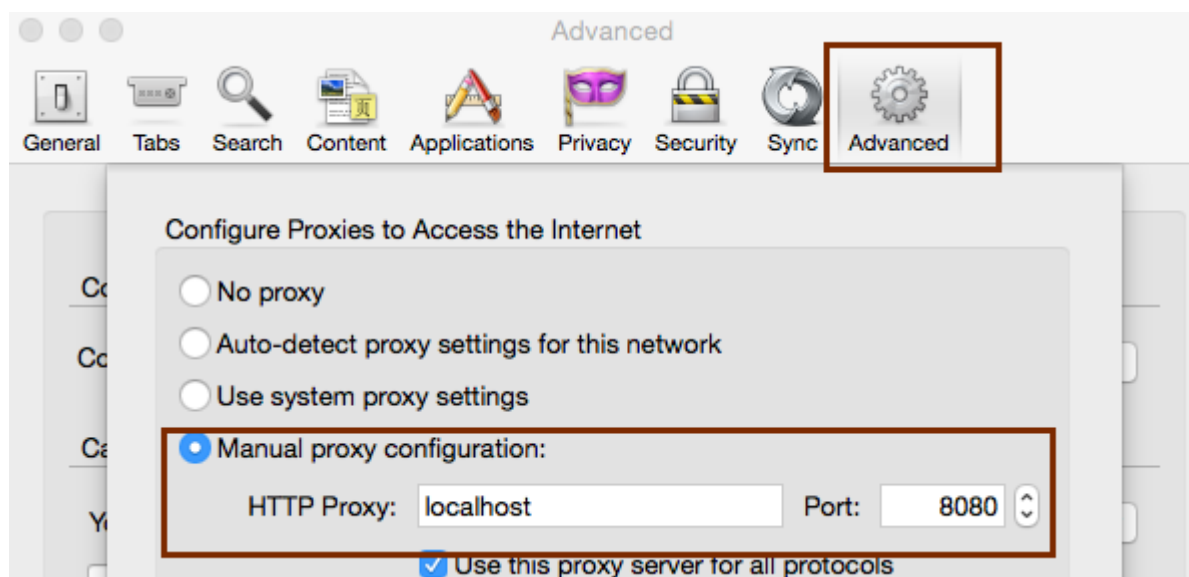 Advanced
General Tabs Search Content Applications Privacy Security Sync Advanced
页
Configure Proxies to Access the Internet
No proxy
Auto-detect proxy settings for this network
Use system proxy settings
Manual proxy configuration:
HTTP Proxy: localhost Port: 8080
Use this proxy server for all protocols